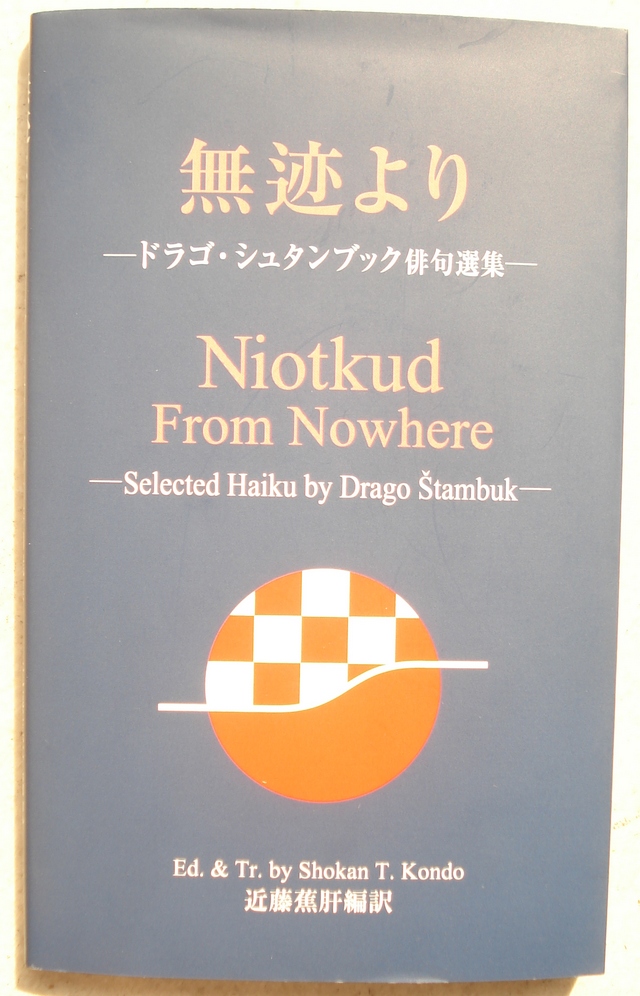 無迹より
―ドラゴ・シュタンブック俳句選集―
Niotkud
From Nowhere
―Selected Haiku by Drago Štambuk―
Ed. & Tr. by Shokan T. Kondo
近藤蕉肝編訳